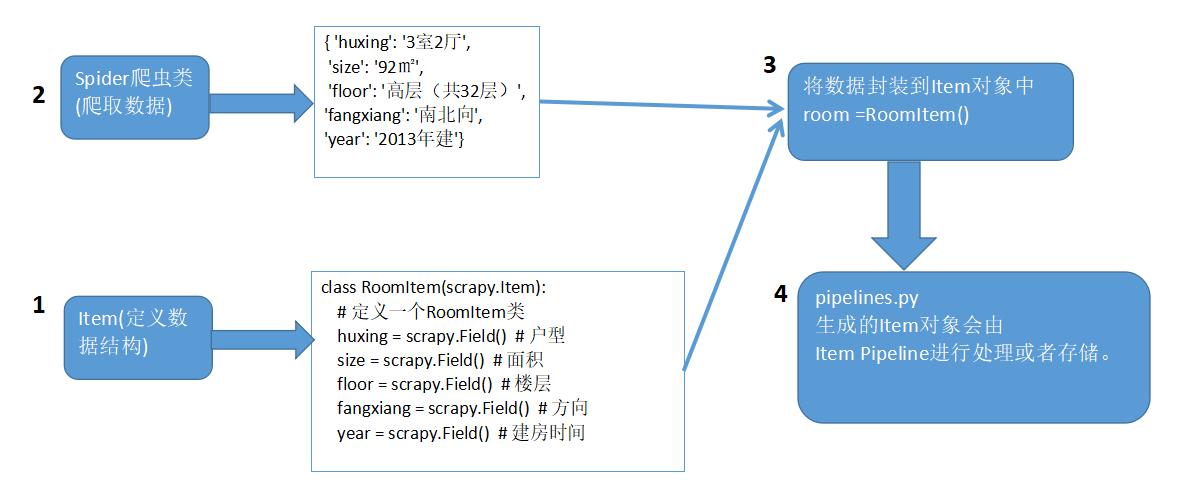 2
Spider爬虫类
(爬取数据)
{ 'huxing': '3室2厅',
'size': '92㎡',
'floor': '高层（共32层）',
'fangxiang': '南北向',
'year': '2013年建'}
3
将数据封装到Item对象中
room =RoomItem()
1
Item(定义数
据结构)
class RoomItem(scrapy.Item):
# 定义一个RoomItem类
huxing = scrapy.Field() # 户型
size = scrapy.Field() # 面积
floor = scrapy.Field() # 楼层
fangxiang = scrapy.Field() # 方向
year = scrapy.Field() # 建房时间
4
pipelines.py
生成的Item对象会由
Item Pipeline进行处理或者存储。